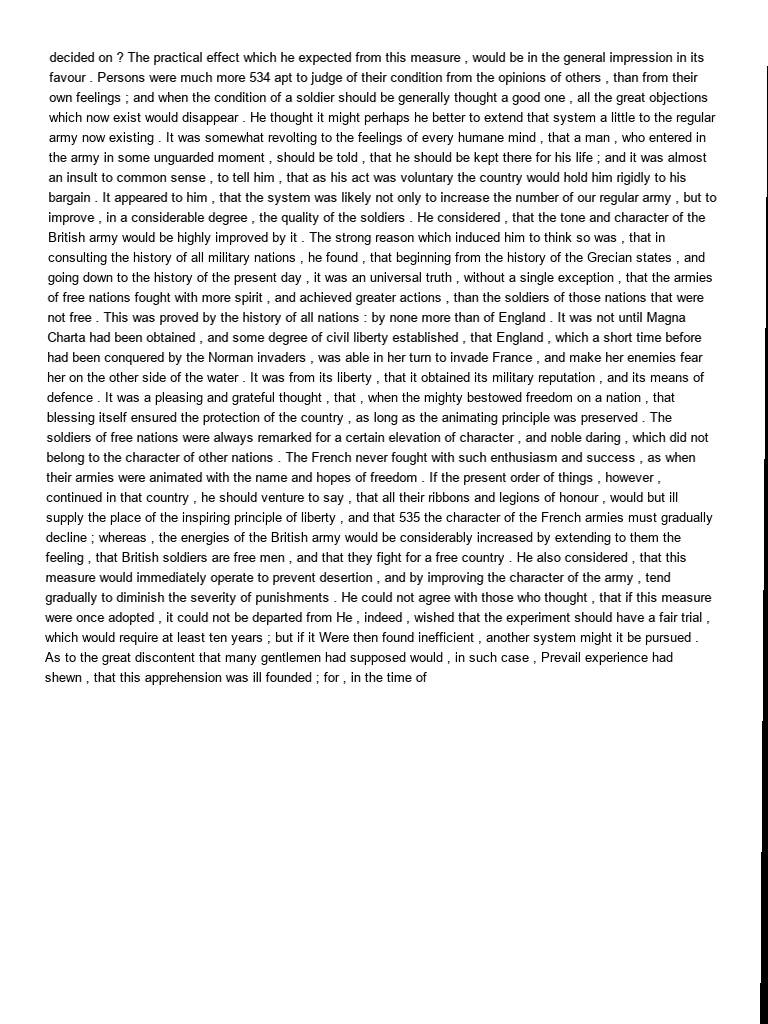 decided on ? The practical effect which he expected from this measure , would be in the general impression in its
favour . Persons were much more 534 apt to judge of their condition from the opinions of others , than from their
own feelings ; and when the condition of a soldier should be generally thought a good one , all the great objections
which now exist would disappear . He thought it might perhaps he better to extend that system a little to the regular
army now existing . It was somewhat revolting to the feelings of every humane mind , that a man , who entered in
the army in some unguarded moment , should be told , that he should be kept there for his life ; and it was almost
an insult to common sense , to tell him , that as his act was voluntary the country would hold him rigidly to his
bargain . It appeared to him , that the system was likely not only to increase the number of our regular army , but to
improve , in a considerable degree , the quality of the soldiers . He considered , that the tone and character of the
British army would be highly improved by it . The strong reason which induced him to think so was , that in
consulting the history of all military nations , he found , that beginning from the history of the Grecian states , and
going down to the history of the present day , it was an universal truth , without a single exception , that the armies
of free nations fought with more spirit , and achieved greater actions , than the soldiers of those nations that were
not free . This was proved by the history of all nations : by none more than of England . It was not until Magna
Charta had been obtained , and some degree of civil liberty established , that England , which a short time before
had been conquered by the Norman invaders , was able in her turn to invade France , and make her enemies fear
her on the other side of the water . It was from its liberty , that it obtained its military reputation , and its means of
defence . It was a pleasing and grateful thought , that , when the mighty bestowed freedom on a nation , that
blessing itself ensured the protection of the country , as long as the animating principle was preserved . The
soldiers of free nations were always remarked for a certain elevation of character , and noble daring , which did not
belong to the character of other nations . The French never fought with such enthusiasm and success , as when
their armies were animated with the name and hopes of freedom . If the present order of things , however ,
continued in that country , he should venture to say , that all their ribbons and legions of honour , would but ill
supply the place of the inspiring principle of liberty , and that 535 the character of the French armies must gradually
decline ; whereas , the energies of the British army would be considerably increased by extending to them the
feeling , that British soldiers are free men , and that they fight for a free country . He also considered , that this
measure would immediately operate to prevent desertion , and by improving the character of the army , tend
gradually to diminish the severity of punishments . He could not agree with those who thought , that if this measure
were once adopted , it could not be departed from He , indeed , wished that the experiment should have a fair trial ,
which would require at least ten years ; but if it Were then found inefficient , another system might it be pursued .
As to the great discontent that many gentlemen had supposed would , in such case , Prevail experience had
shewn , that this apprehension was ill founded ; for , in the time of